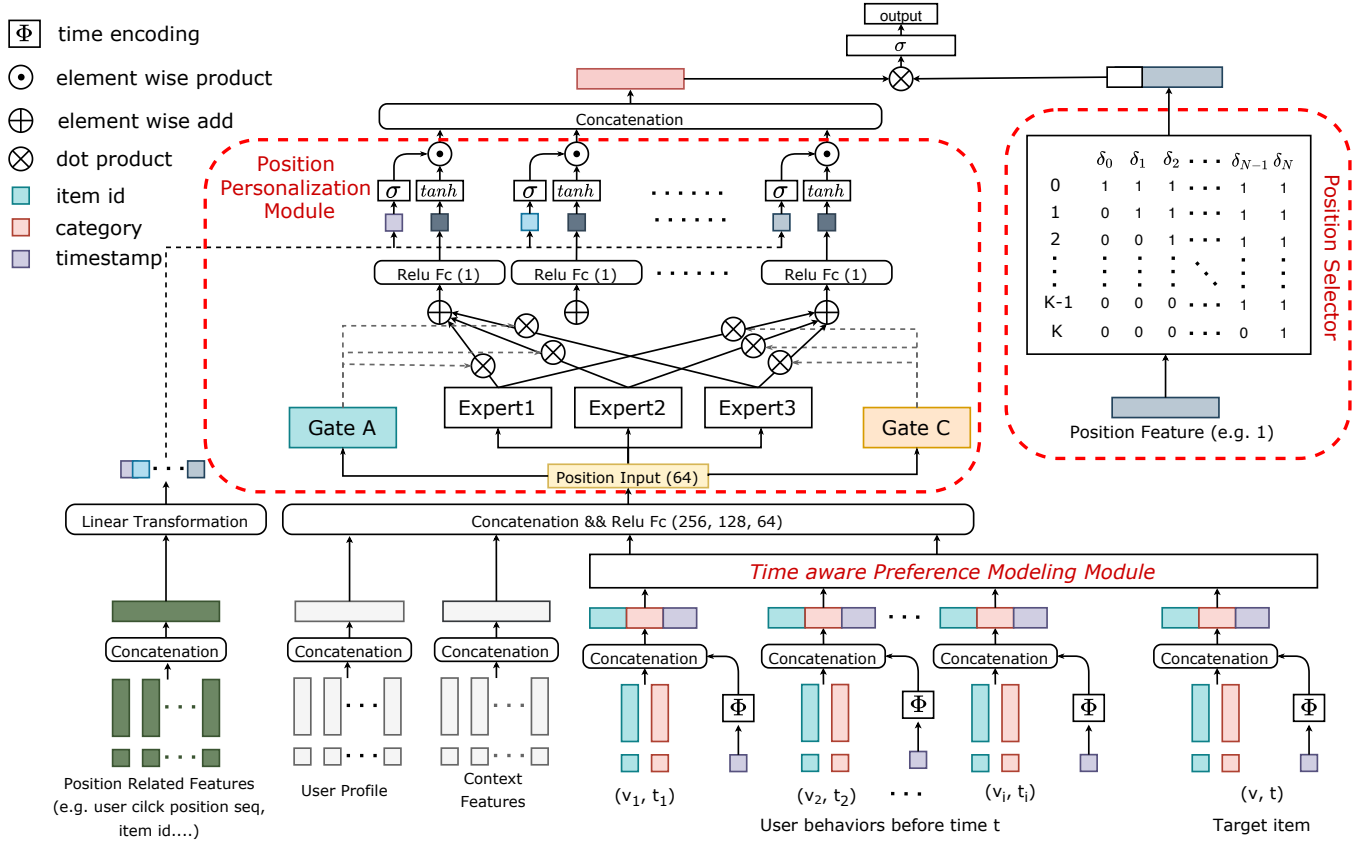 output
σ
Φ time encoding
element wise product
element wise add
dot product
item id
category
timestamp
Concatenation
Position
Personalization
Module
σ tanh σ tanh ...... σ tanh
......
Relu Fc (1) Relu Fc (1) ...... Relu Fc (1)
Expert1 Expert2 Expert3
Gate A Gate C
Position Input (64)
δ₀ δ₁ δ₂ ··· δ_{N-1} δ_N
0 1 1 1 ··· 1 1
1 0 1 1 ··· 1 1
2 0 0 1 ··· 1 1
K-1 0 0 0 ··· 1 1
K 0 0 0 ··· 0 1
Position Selector
Position Feature (e.g. 1)
...
Linear Transformation
Concatenation && Relu Fc (256, 128, 64)
Time aware Preference Modeling Module
...
Concatenation Concatenation Concatenation Concatenation Concatenation Concatenation Concatenation
Φ Φ Φ Φ
Position Related Features
(e.g. user cilck position seq,
item id....)
User Profile
Context
Features
(v₁, t₁) (v₂, t₂) ... (vᵢ, tᵢ) (v, t)
User behaviors before time t
Target item